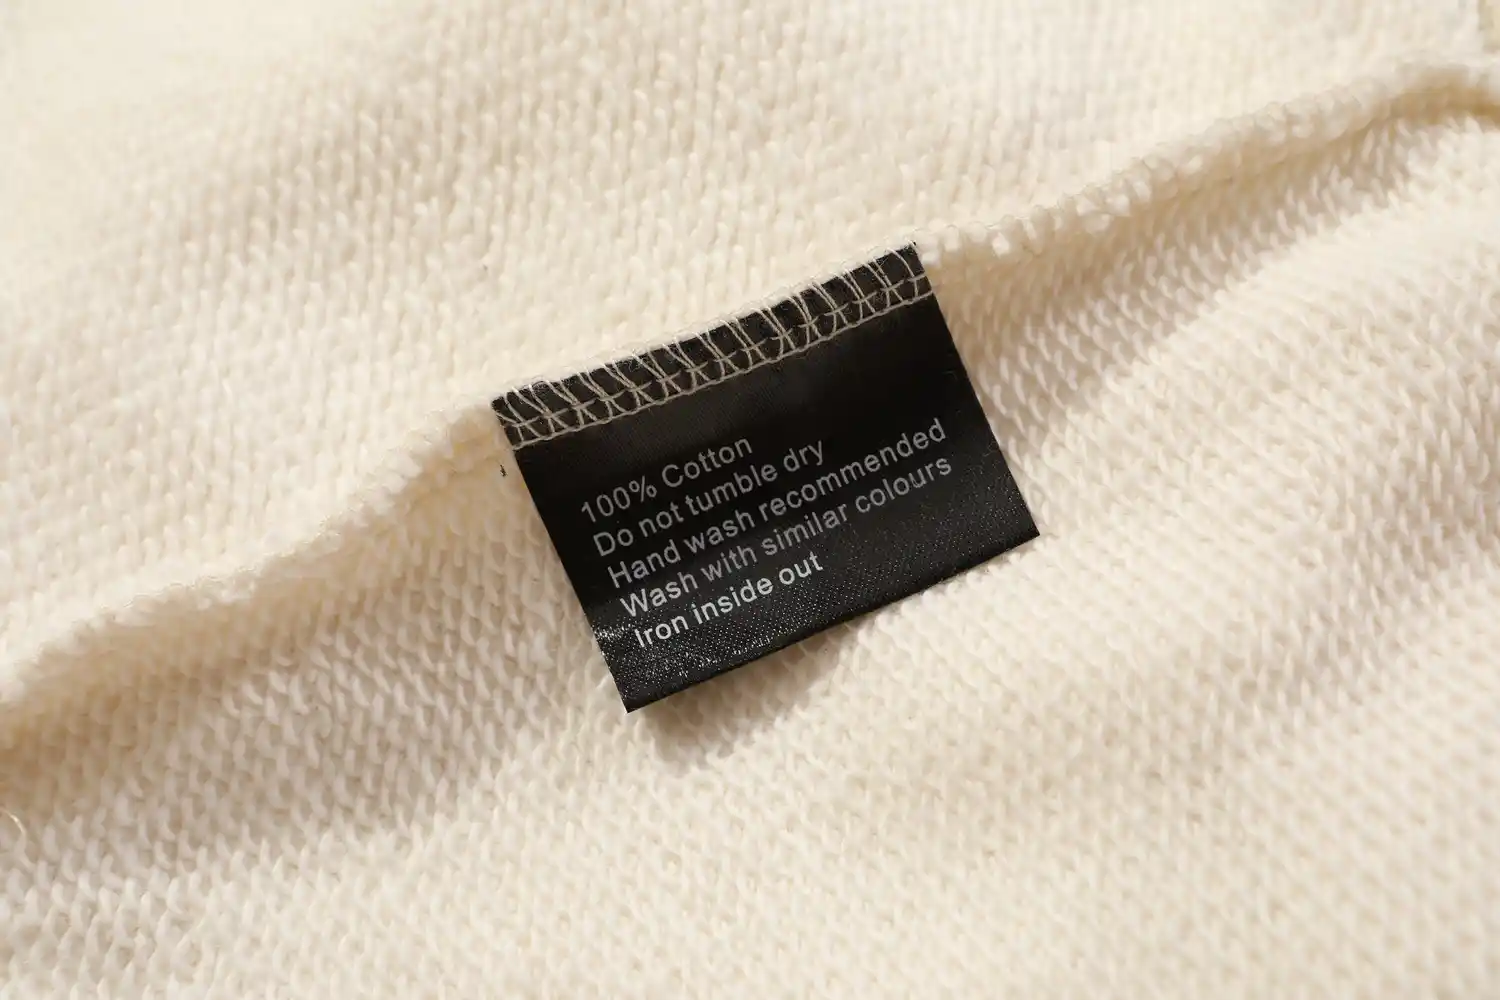 100% Cotton
Do not tumble dry
Hand wash recommended
Wash with similar colours
Iron inside out